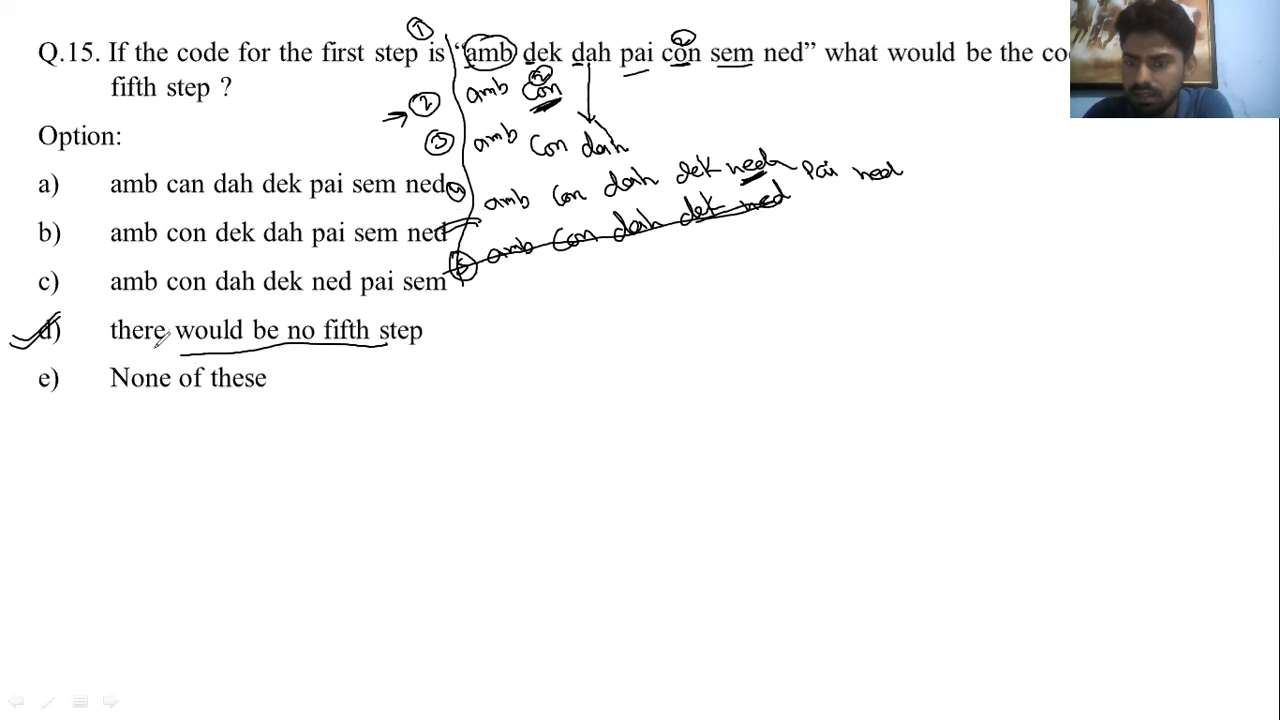 ①
Q.15. If the code for the first step is “amb dek dah pai con sem ned” what would be the co
②
fifth step ?
② amb con
②
Option:
③ amb con dah
a) amb can dah dek pai sem ned
④ amb con dah dek ned pai ned
b) amb con dek dah pai sem ned
⑤ amb con dah dek ned
c) amb con dah dek ned pai sem
d) there would be no fifth step
e) None of these